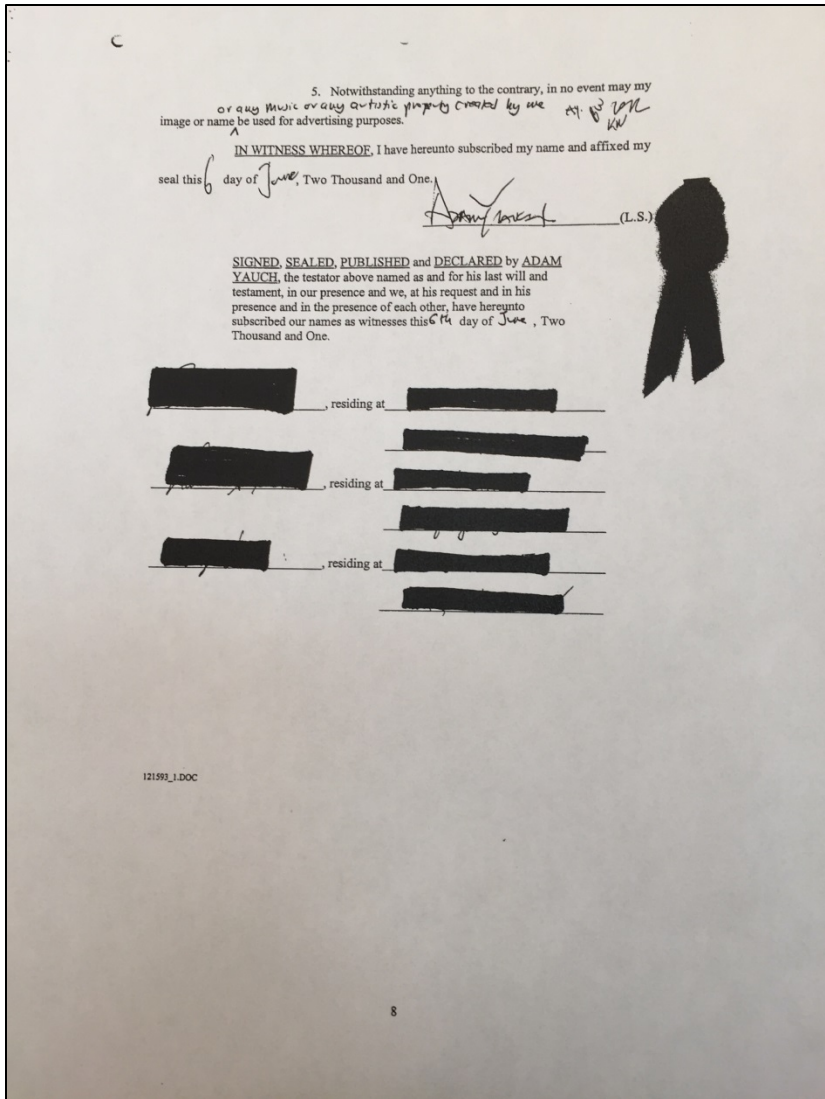 5. Notwithstanding anything to the contrary, in no event may my
or any music or any artistic property created by me
image or name ^ be used for advertising purposes.
IN WITNESS WHEREOF, I have hereunto subscribed my name and affixed my
seal this 6 day of June, Two Thousand and One.
(L.S.)
SIGNED, SEALED, PUBLISHED and DECLARED by ADAM
YAUCH, the testator above named as and for his last will and
testament, in our presence and we, at his request and in his
presence and in the presence of each other, have hereunto
subscribed our names as witnesses this 6th day of June, Two
Thousand and One.
, residing at
, residing at
, residing at
121593_1.DOC
8